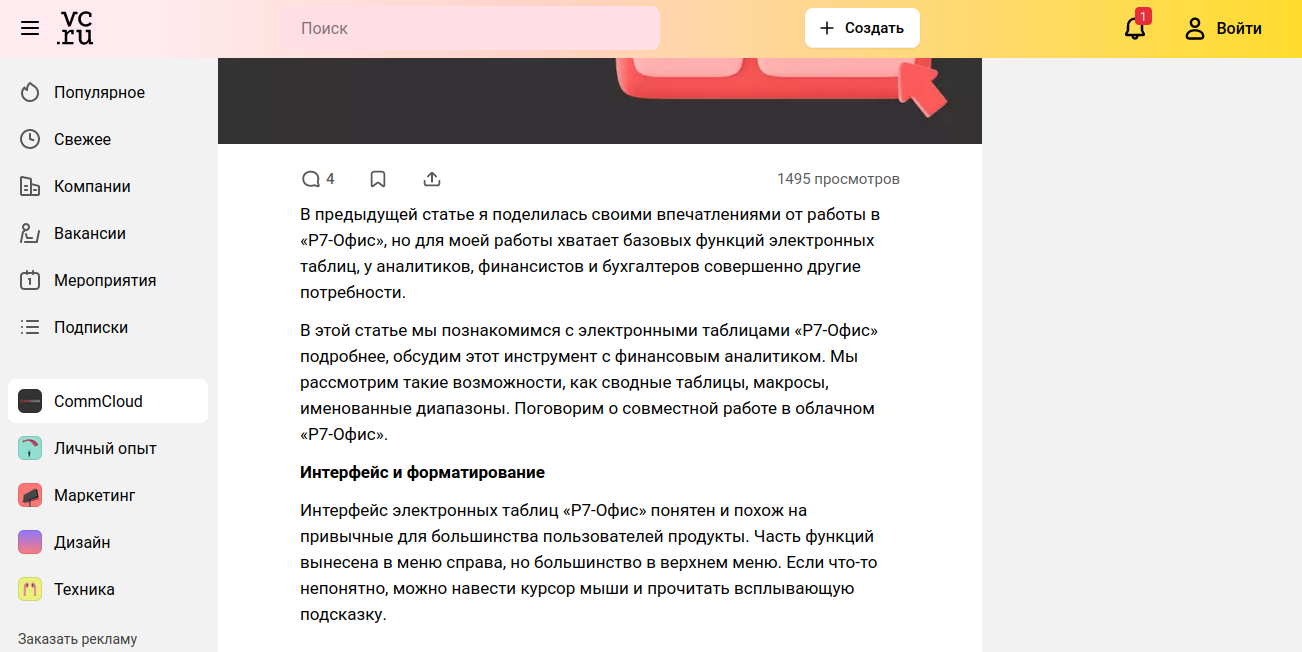 vc.ru
Поиск
Создать
1
Войти
Популярное
Свежее
Компании
Вакансии
Мероприятия
Подписки
CommCloud
Личный опыт
Маркетинг
Дизайн
Техника
Заказать рекламу
4
1495 просмотров
В предыдущей статье я поделилась своими впечатлениями от работы в
«Р7-Офис», но для моей работы хватает базовых функций электронных
таблиц, у аналитиков, финансистов и бухгалтеров совершенно другие
потребности.
В этой статье мы познакомимся с электронными таблицами «Р7-Офис»
подробнее, обсудим этот инструмент с финансовым аналитиком. Мы
рассмотрим такие возможности, как сводные таблицы, макросы,
именованные диапазоны. Поговорим о совместной работе в облачном
«Р7-Офис».
Интерфейс и форматирование
Интерфейс электронных таблиц «Р7-Офис» понятен и похож на
привычные для большинства пользователей продукты. Часть функций
вынесена в меню справа, но большинство в верхнем меню. Если что-то
непонятно, можно навести курсор мыши и прочитать всплывающую
подсказку.